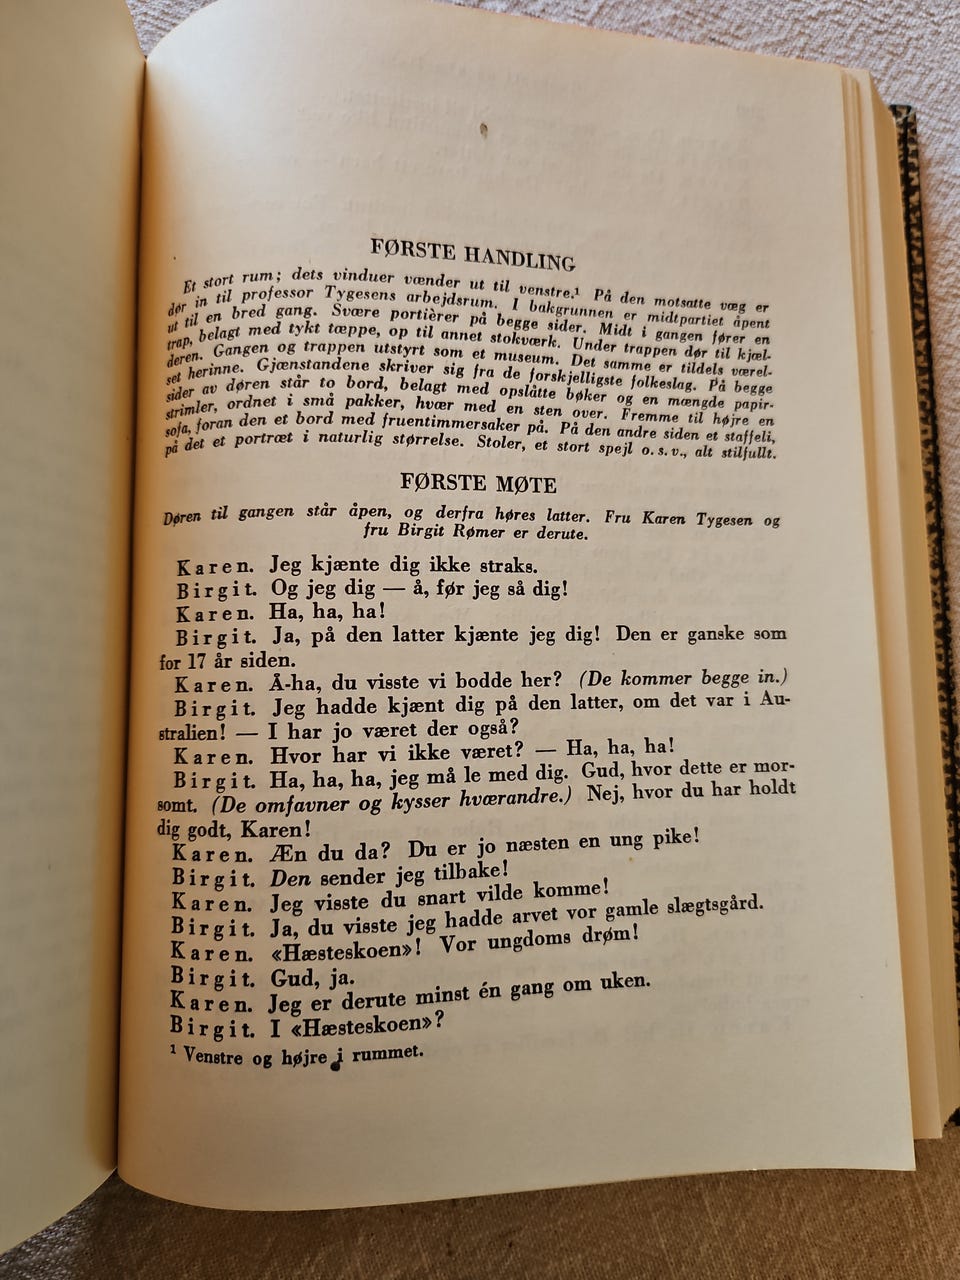 FØRSTE HANDLING
Et stort rum; dets vinduer vænder ut til venstre.¹ På den motsatte væg er
dør in til professor Tygesens arbejdsrum. I bakgrunnen er midtpartiet åpent
ut til en bred gang. Svære portièrer på begge sider. Midt i gangen fører en
trap, belagt med tykt tæppe, op til annet stokværk. Under trappen dør til kjæl-
deren. Gangen og trappen utstyrt som et museum. Det samme er tildels værel-
set herinne. Gjænstandene skriver sig fra de forskjelligste folkeslag. På begge
sider av døren står to bord, belagt med opslåtte bøker og en mængde papir-
strimler, ordnet i små pakker, hvær med en sten over. Fremme til højre en
sofa, foran den et bord med fruentimmersaker på. På den andre siden et staffeli,
på det et portræt i naturlig størrelse. Stoler, et stort spejl o.s.v., alt stilfullt.
FØRSTE MØTE
Døren til gangen står åpen, og derfra høres latter. Fru Karen Tygesen og
fru Birgit Rømer er derute.
Karen. Jeg kjænte dig ikke straks.
Birgit. Og jeg dig — å, før jeg så dig!
Karen. Ha, ha, ha!
Birgit. Ja, på den latter kjænte jeg dig! Den er ganske som
for 17 år siden.
Karen. Å-ha, du visste vi bodde her? (De kommer begge in.)
Birgit. Jeg hadde kjænt dig på den latter, om det var i Au-
stralien! — I har jo været der også?
Karen. Hvor har vi ikke været? — Ha, ha, ha!
Birgit. Ha, ha, ha, jeg må le med dig. Gud, hvor dette er mor-
somt. (De omfavner og kysser hværandre.) Nej, hvor du har holdt
dig godt, Karen!
Karen. Æn du da? Du er jo næsten en ung pike!
Birgit. Den sender jeg tilbake!
Karen. Jeg visste du snart vilde komme!
Birgit. Ja, du visste jeg hadde arvet vor gamle slægtsgård.
Karen. «Hæsteskoen»! Vor ungdoms drøm!
Birgit. Gud, ja.
Karen. Jeg er derute minst én gang om uken.
Birgit. I «Hæsteskoen»?
¹ Venstre og højre i rummet.